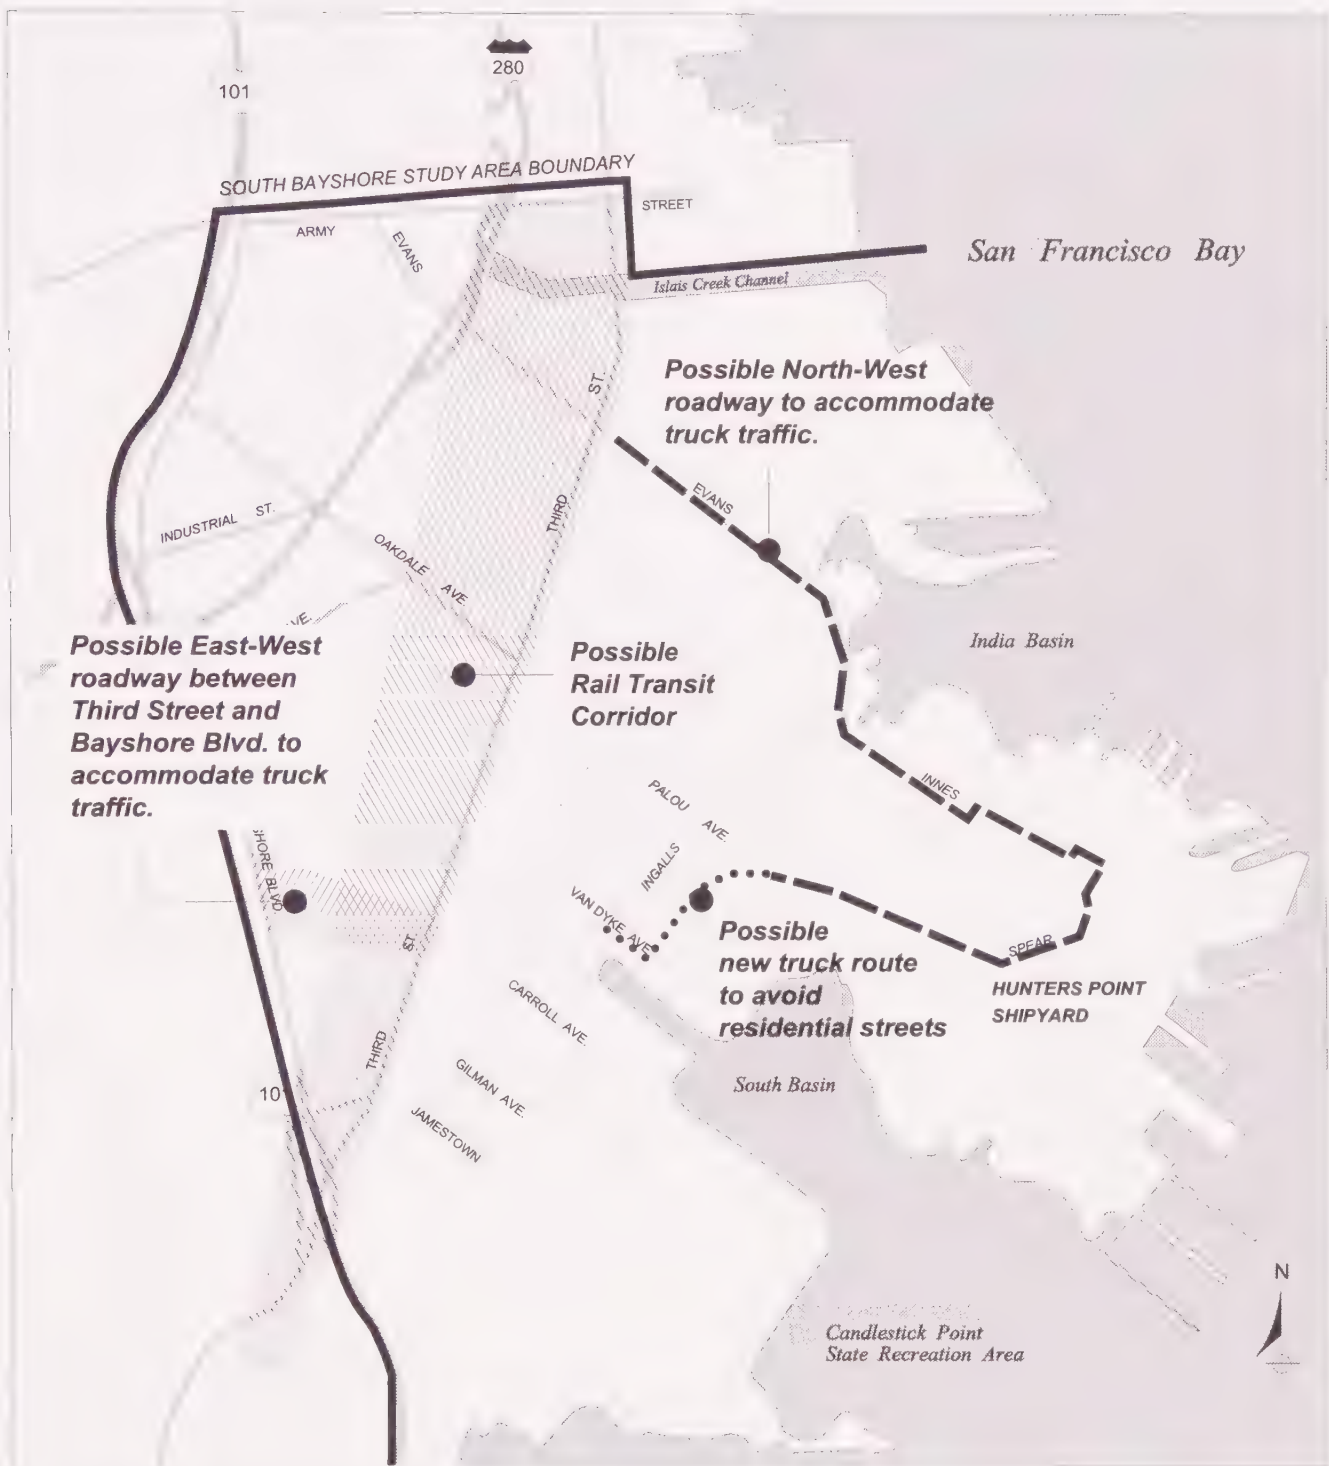 280
101
SOUTH BAYSHORE STUDY AREA BOUNDARY
STREET
ARMY
EVANS
San Francisco Bay
Islais Creek Channel
Possible North-West
roadway to accommodate
truck traffic.
ST.
THIRD
EVANS
INDUSTRIAL ST.
OAKDALE AVE.
VE.
India Basin
Possible East-West
roadway between
Third Street and
Bayshore Blvd. to
accommodate truck
traffic.
Possible
Rail Transit
Corridor
INNES
PALOU AVE.
INGALLS
VAN DYKE AVE.
SHORE BLVD
Possible
new truck route
to avoid
residential streets
SPEAR
HUNTERS POINT
SHIPYARD
ST.
THIRD
CARROLL AVE.
GILMAN AVE.
JAMESTOWN
South Basin
10
N
Candlestick Point
State Recreation Area